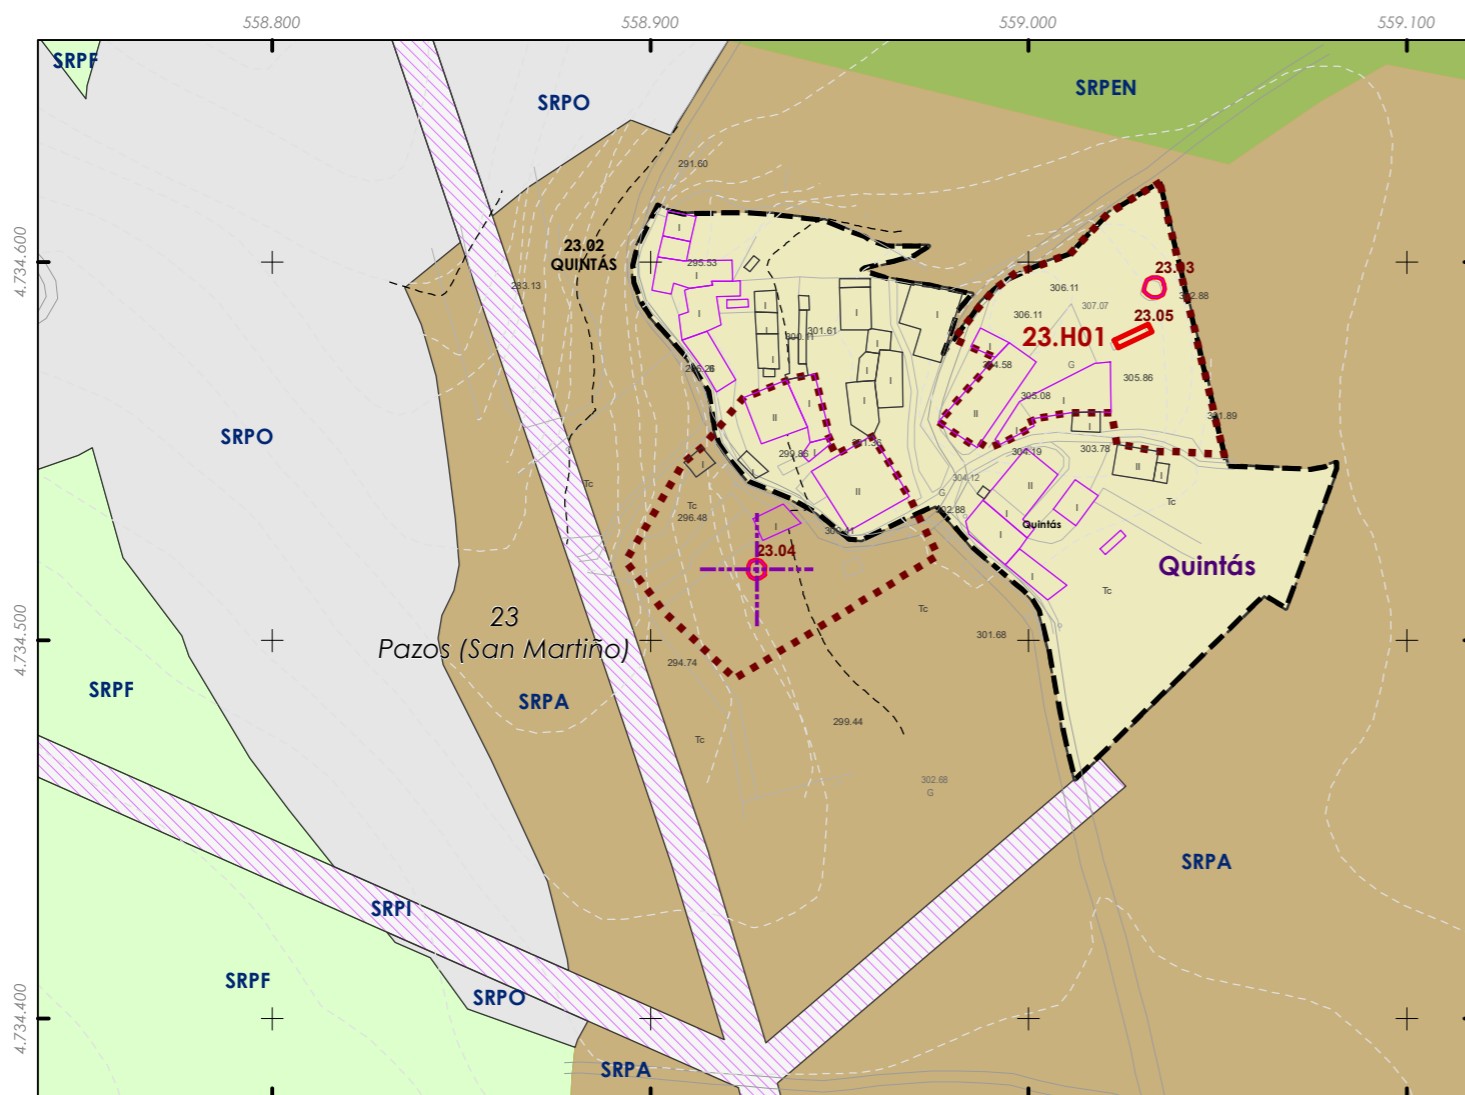 558.800
558.900
559.000
559.100
SRPF
SRPO
SRPEN
291.60
4.734.600
23.02
QUINTÁS
295.53
283.13
23.03
306.11
302.88
307.07
306.11
23.05
301.61
23.H01
305.86
305.08
G
SRPO
299.86
304.19
303.78
304.12
G
Tc
Tc
Tc
296.48
302.88
Quintás
23.04
Quintás
Tc
4.734.500
23
Pazos (San Martiño)
Tc
301.68
294.74
SRPF
SRPA
299.44
Tc
302.68
G
SRPA
SRPI
SRPF
SRPO
4.734.400
SRPA